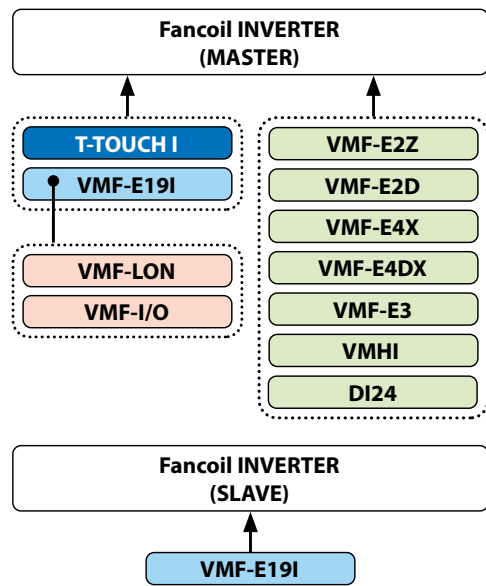 Fancoil INVERTER
(MASTER)
T-TOUCH I
VMF-E19I
VMF-LON
VMF-I/O
VMF-E2Z
VMF-E2D
VMF-E4X
VMF-E4DX
VMF-E3
VMHI
DI24
Fancoil INVERTER
(SLAVE)
VMF-E19I